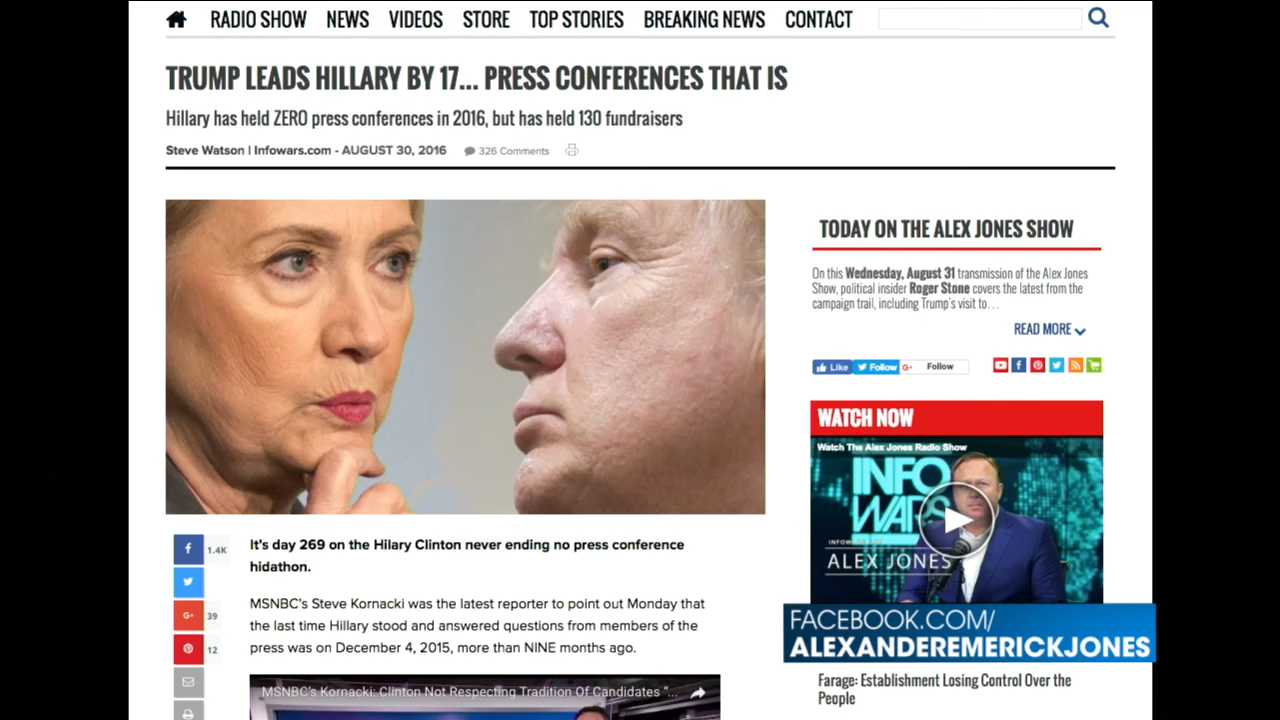 RADIO SHOW NEWS VIDEOS STORE TOP STORIES BREAKING NEWS CONTACT
TRUMP LEADS HILLARY BY 17... PRESS CONFERENCES THAT IS
Hillary has held ZERO press conferences in 2016, but has held 130 fundraisers
Steve Watson | Infowars.com - AUGUST 30, 2016 326 Comments
TODAY ON THE ALEX JONES SHOW
On this Wednesday, August 31 transmission of the Alex Jones
Show, political insider Roger Stone covers the latest from the
campaign trail, including Trump's visit to...
READ MORE
Like Follow G+ Follow
WATCH NOW
Watch The Alex Jones Radio Show
INFO
WARS
ALEX JONES
FACEBOOK.COM/
ALEXANDEREMERICKJONES
Farage: Establishment Losing Control Over the
People
1.4K
G+ 39
12
It's day 269 on the Hilary Clinton never ending no press conference
hidathon.
MSNBC's Steve Kornacki was the latest reporter to point out Monday that
the last time Hillary stood and answered questions from members of the
press was on December 4, 2015, more than NINE months ago.
MSNBC's Kornacki: Clinton Not Respecting Tradition Of Candidates "...